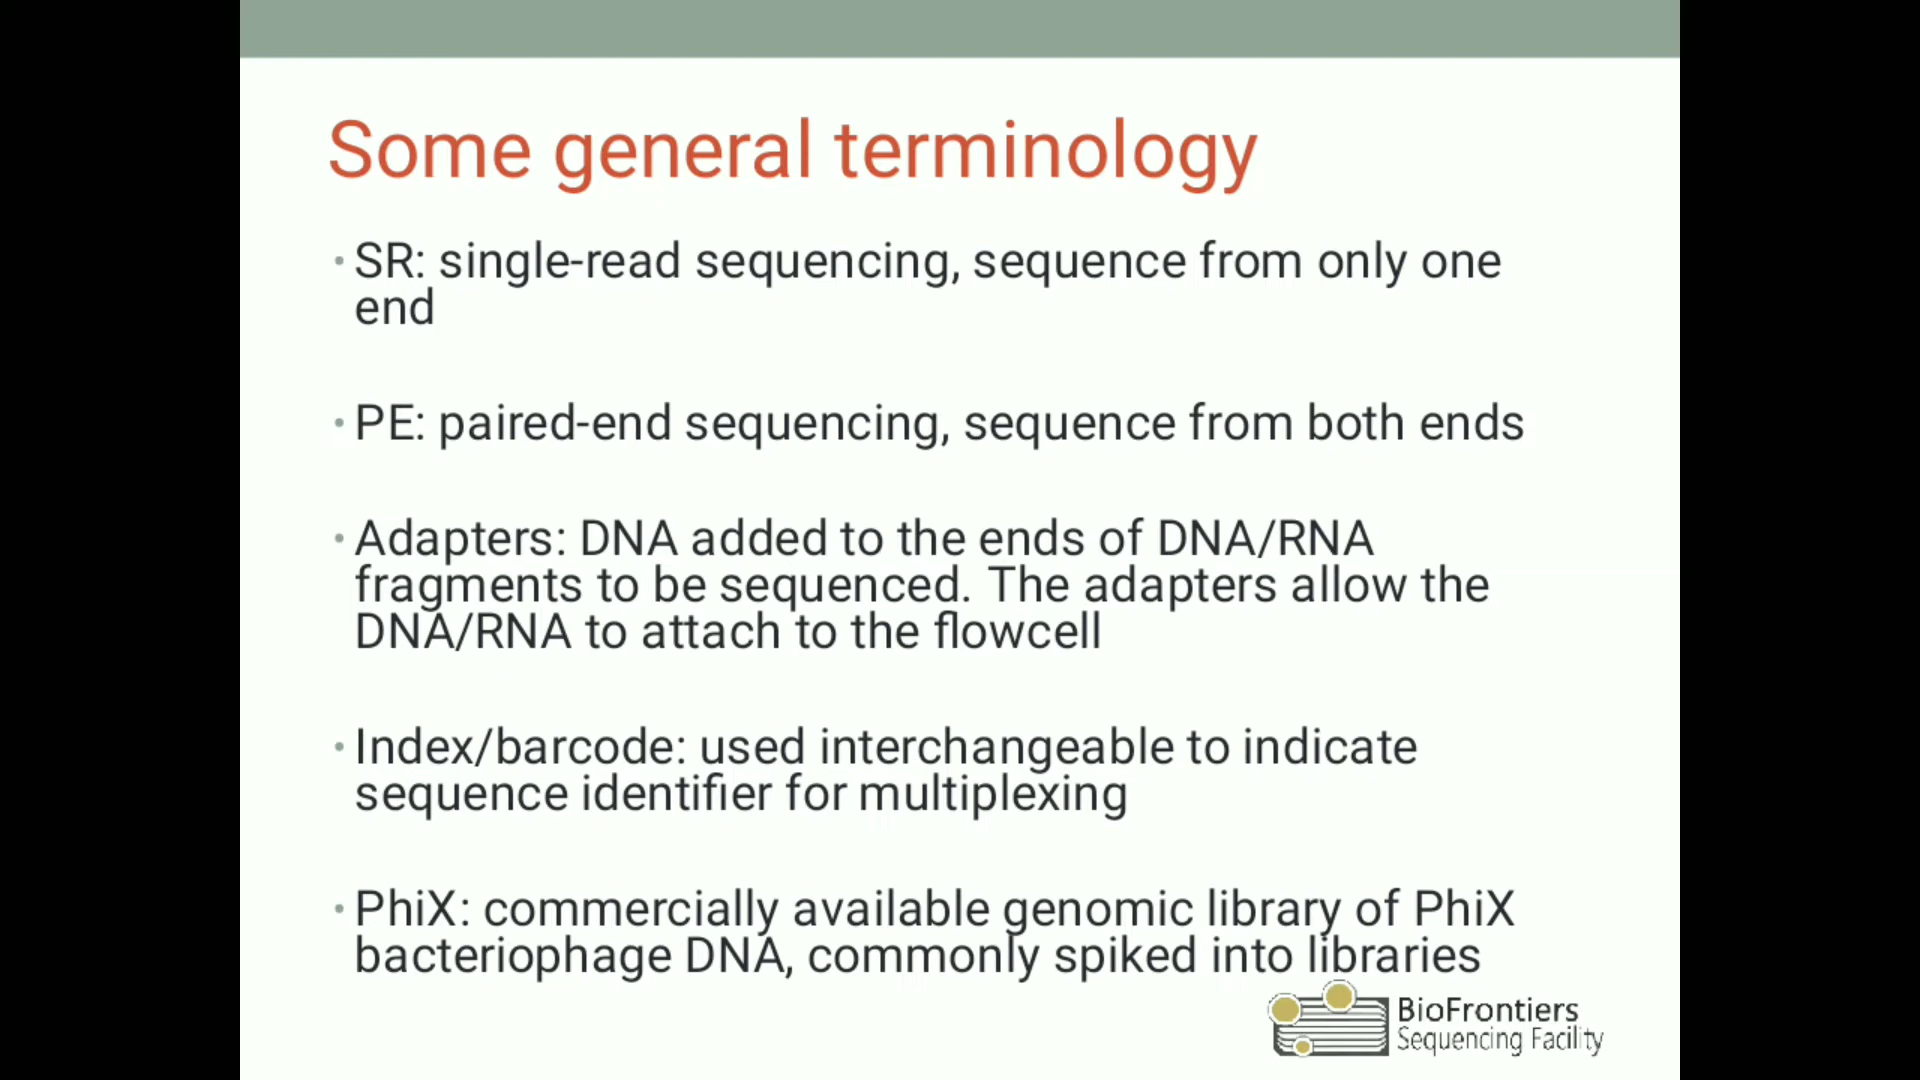 Some general terminology
• SR: single-read sequencing, sequence from only one
end
• PE: paired-end sequencing, sequence from both ends
• Adapters: DNA added to the ends of DNA/RNA
fragments to be sequenced. The adapters allow the
DNA/RNA to attach to the flowcell
• Index/barcode: used interchangeable to indicate
sequence identifier for multiplexing
• PhiX: commercially available genomic library of PhiX
bacteriophage DNA, commonly spiked into libraries
BioFrontiers
Sequencing Facility